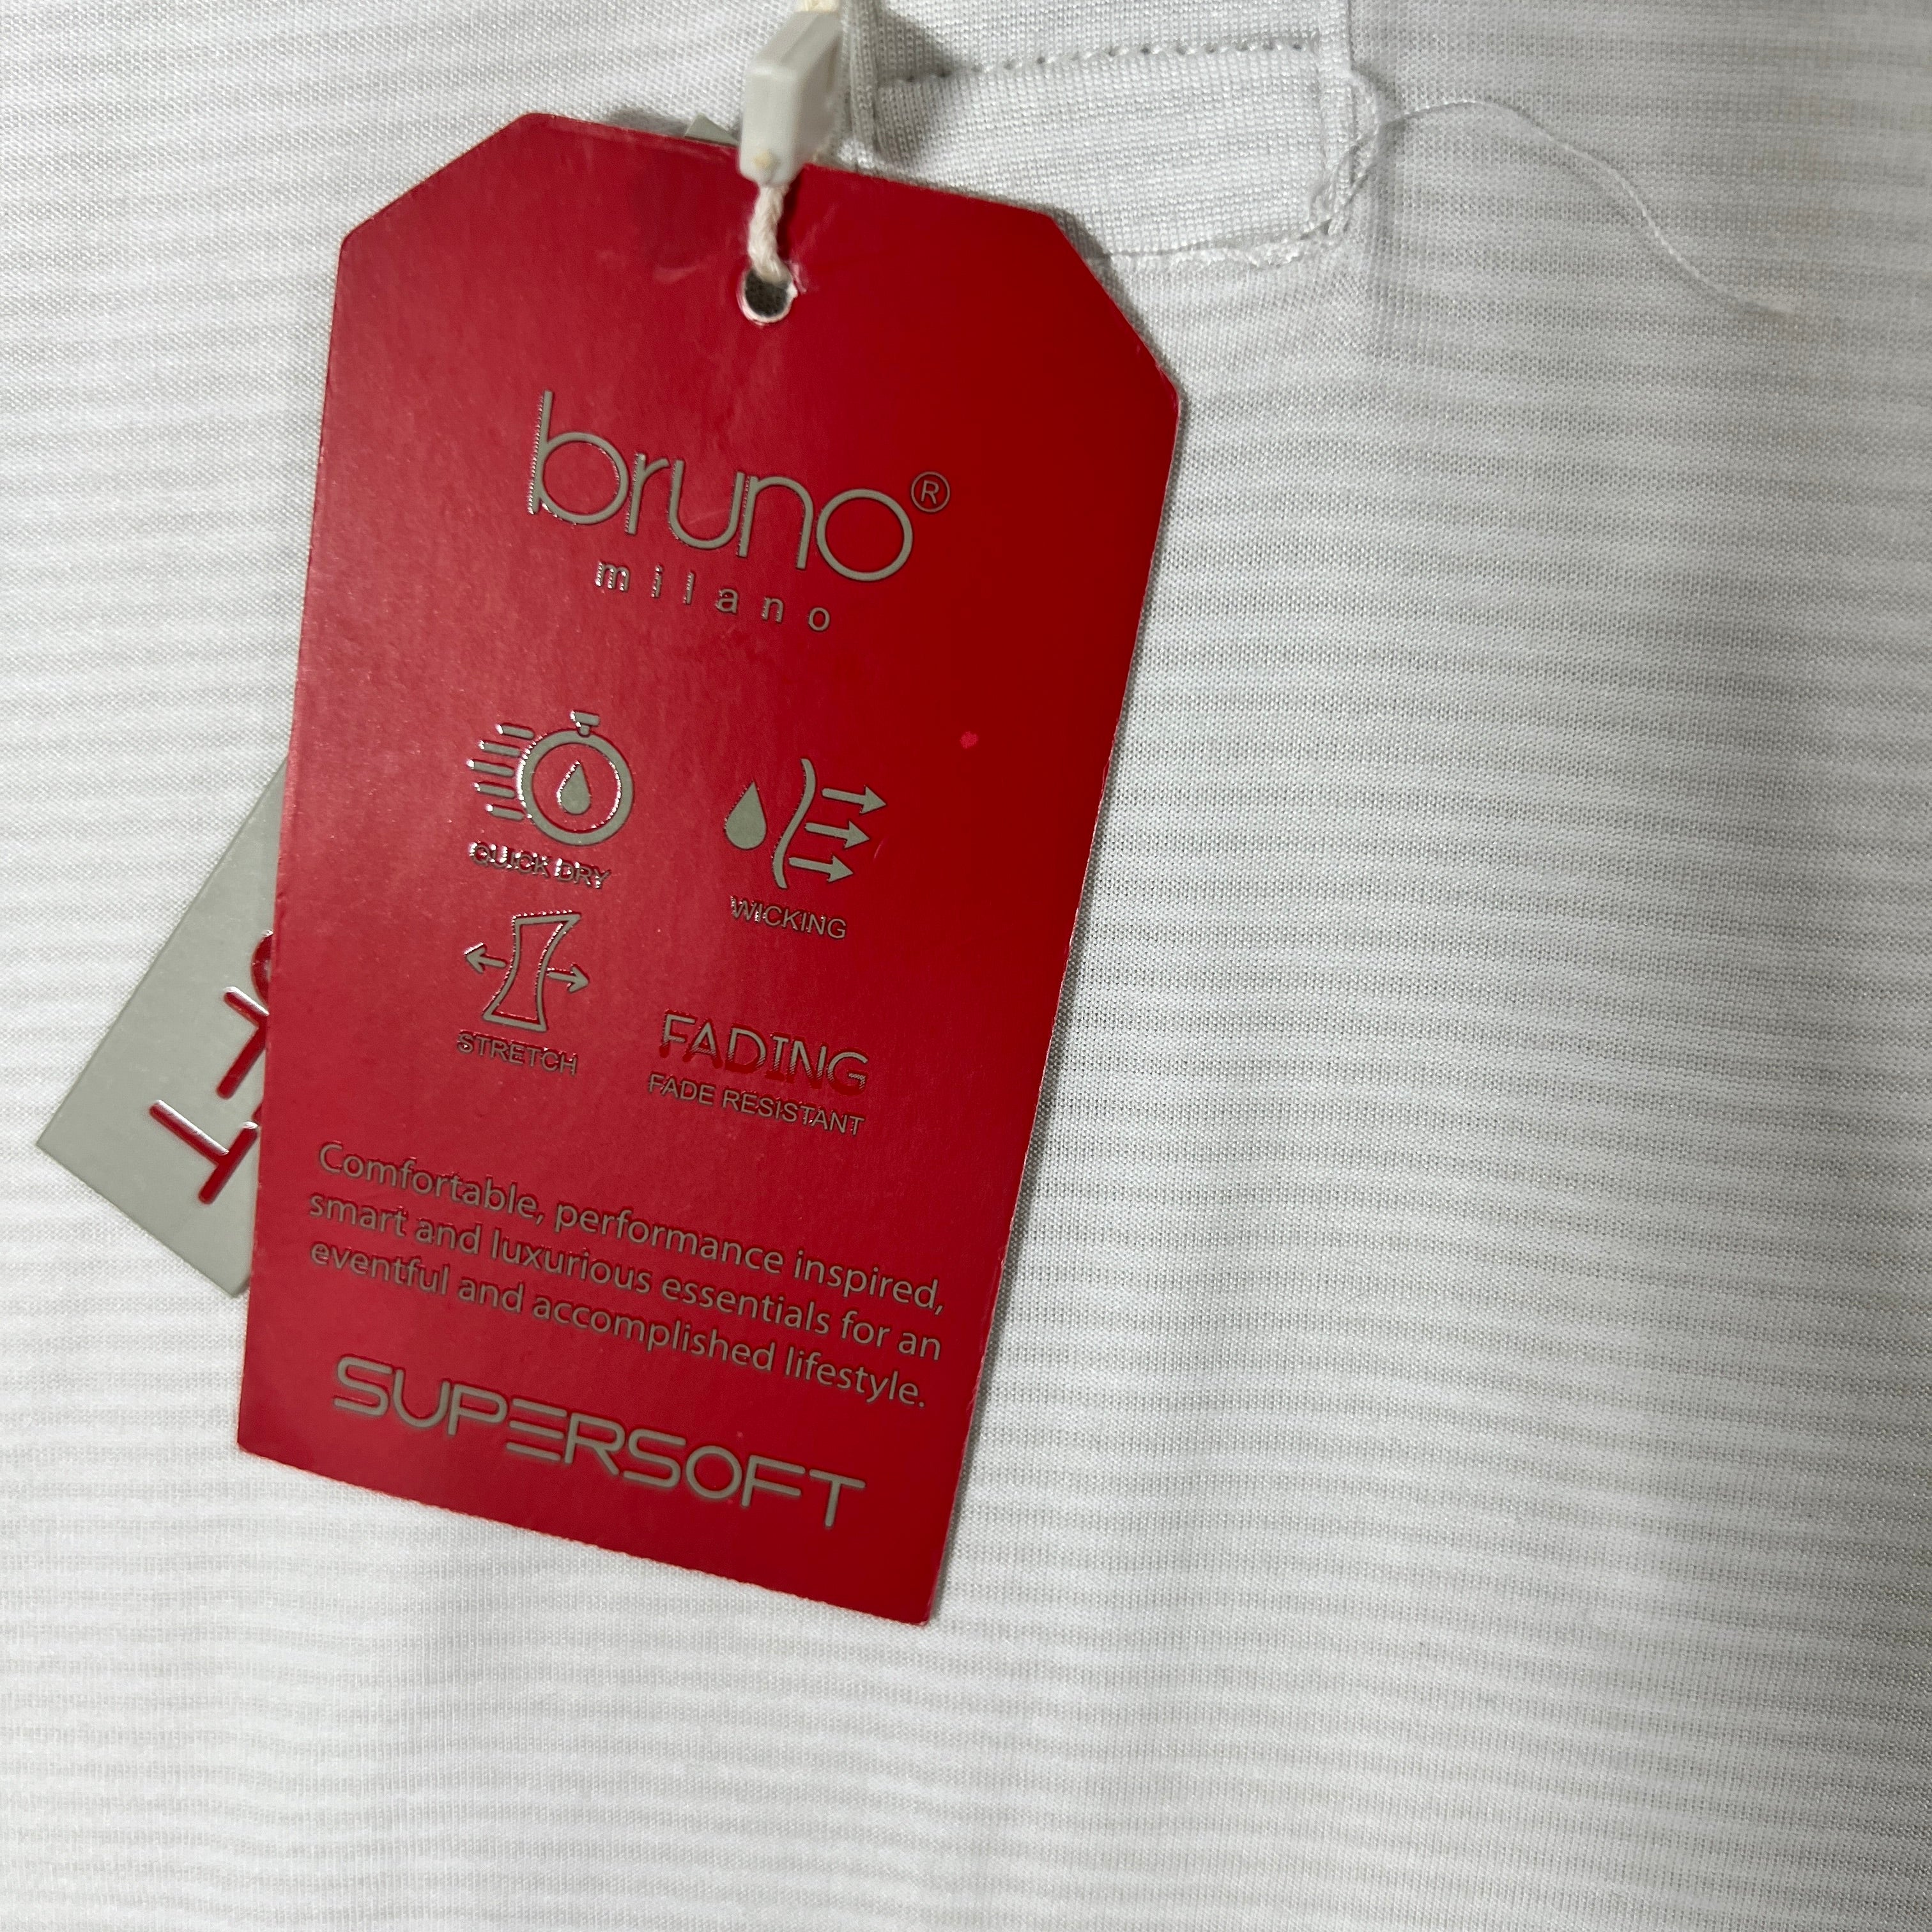 bruno®
milano
QUICK DRY
WICKING
STRETCH
FADING
FADE RESISTANT
Comfortable, performance inspired,
smart and luxurious essentials for an
eventful and accomplished lifestyle.
SUPERSOFT